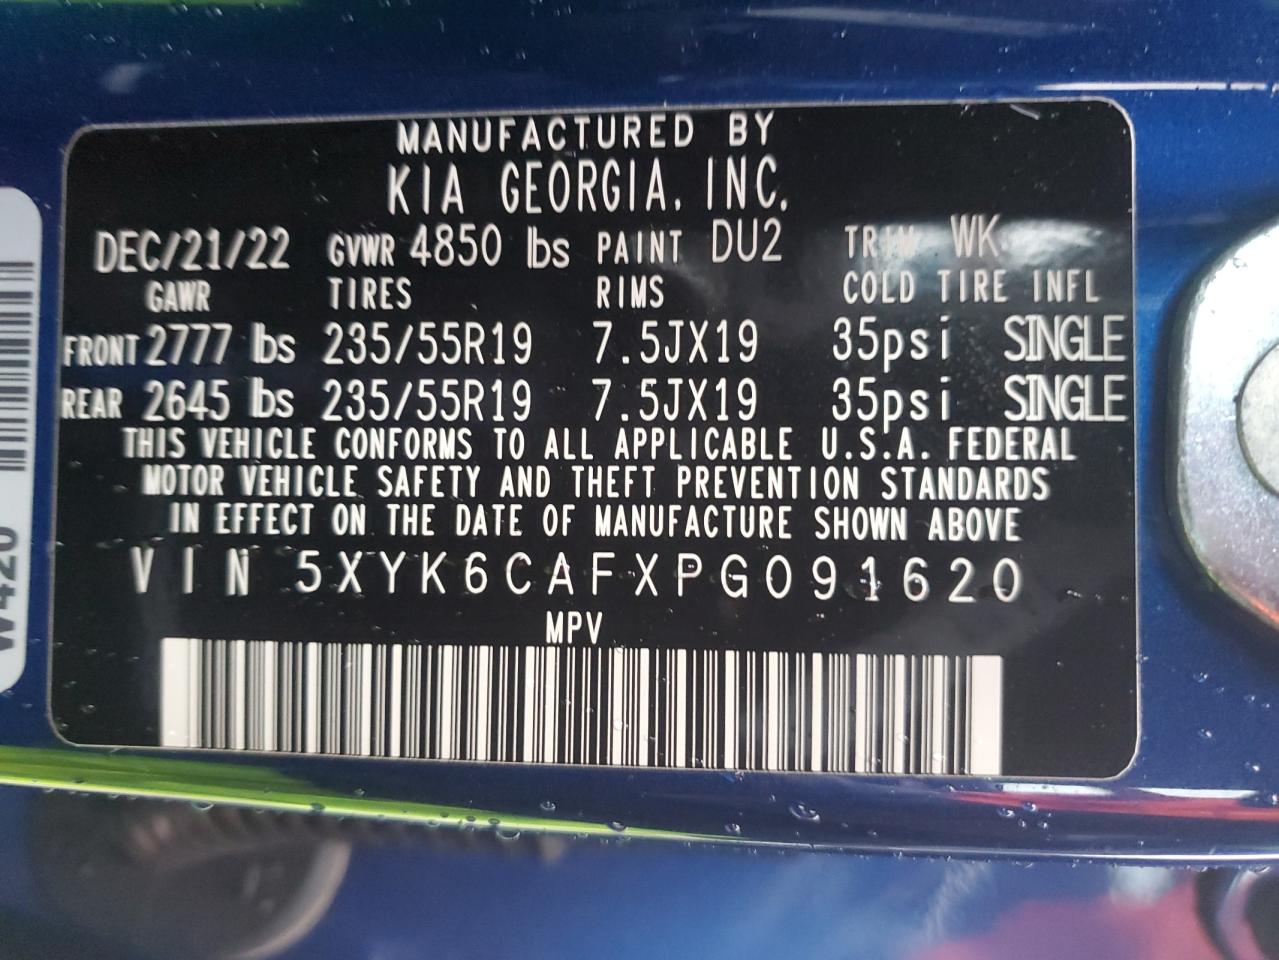 MANUFACTURED BY
KIA GEORGIA, INC.
DEC/21/22 GVWR 4850 lbs PAINT DU2 TRIM WK
GAWR TIRES RIMS COLD TIRE INFL
FRONT 2777 lbs 235/55R19 7.5JX19 35psi SINGLE
REAR 2645 lbs 235/55R19 7.5JX19 35psi SINGLE
THIS VEHICLE CONFORMS TO ALL APPLICABLE U.S.A. FEDERAL
MOTOR VEHICLE SAFETY AND THEFT PREVENTION STANDARDS
IN EFFECT ON THE DATE OF MANUFACTURE SHOWN ABOVE
VIN 5XYK6CAFXPG091620
MPV
W420